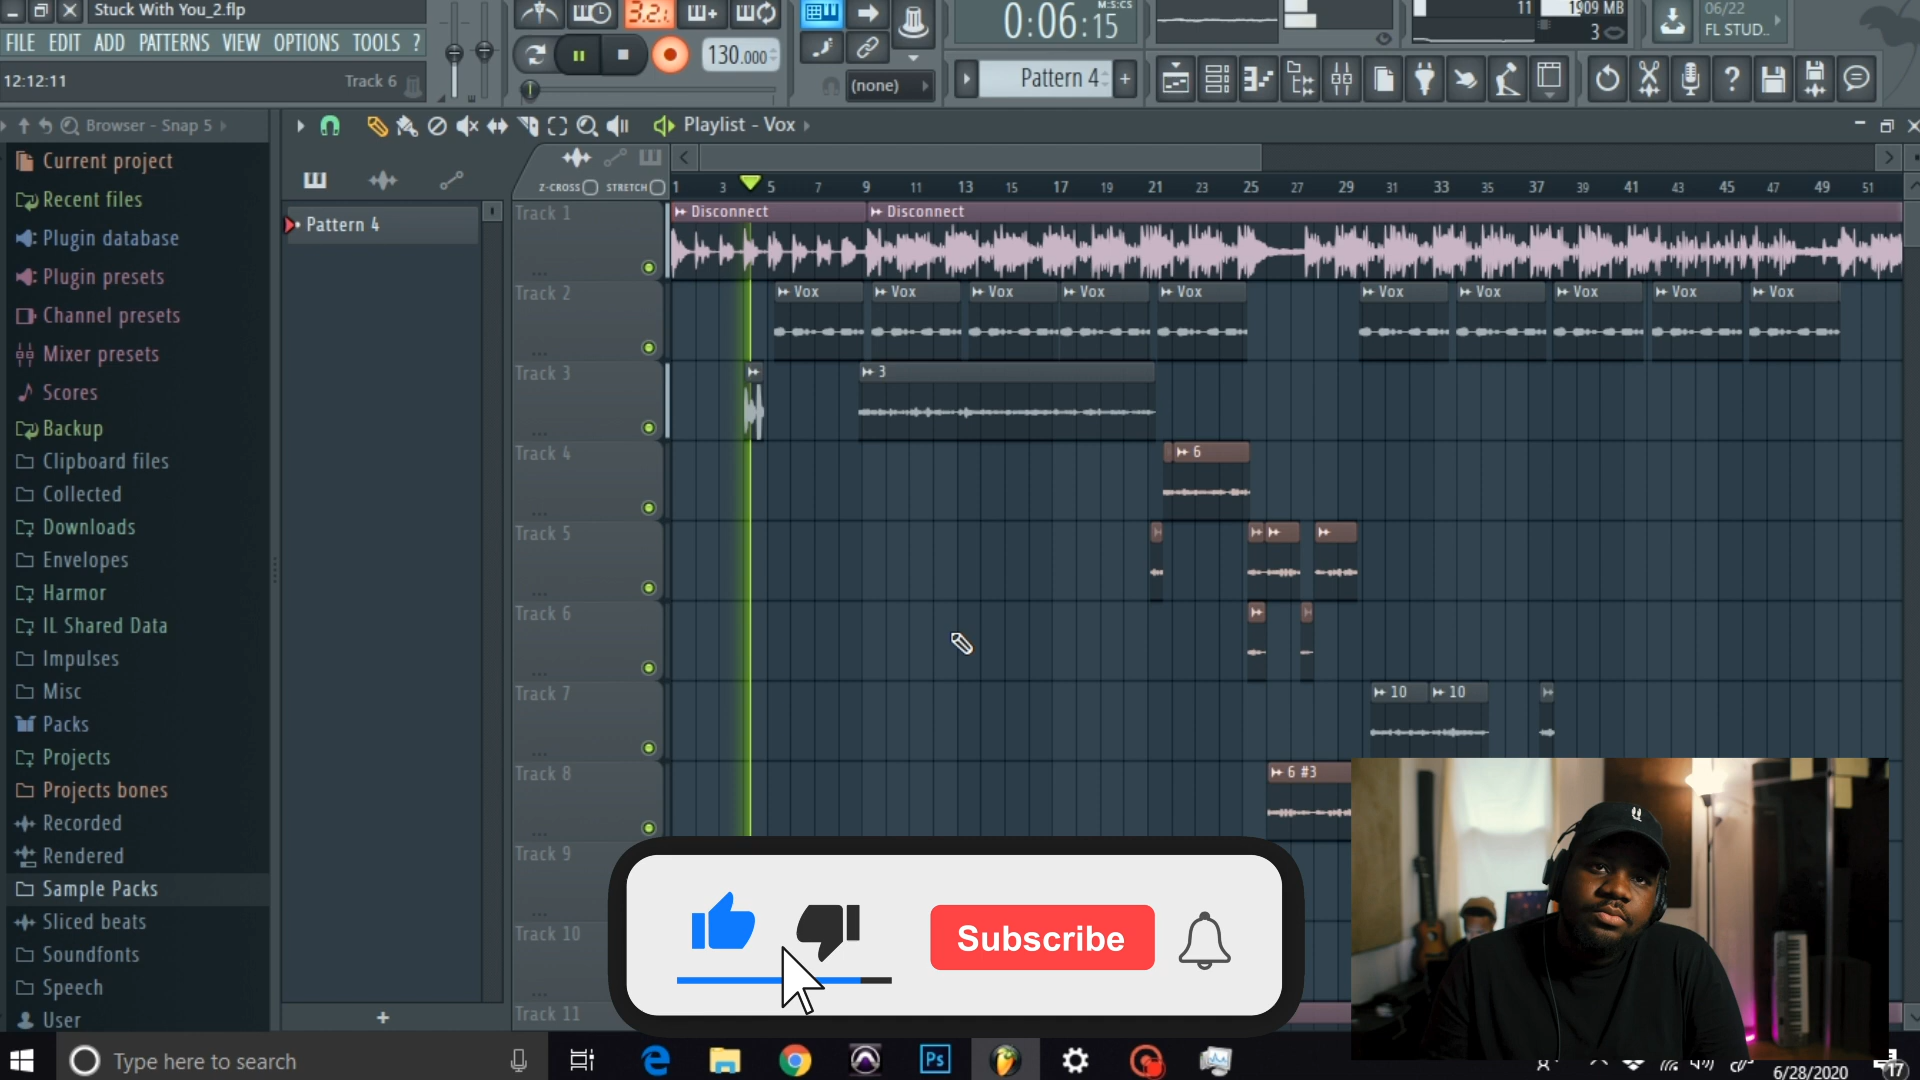 Stuck With You_2.flp
FILE EDIT ADD PATTERNS VIEW OPTIONS TOOLS ?
12:12:11 Track 6
3.2.
130.000
(none)
0:06:15
M:S:CS
Pattern 4
11 1909 MB
3
06/22
FL STUD..
Browser - Snap 5
Playlist - Vox
Current project
Recent files
Plugin database
Plugin presets
Channel presets
Mixer presets
Scores
Backup
Clipboard files
Collected
Downloads
Envelopes
Harmor
IL Shared Data
Impulses
Misc
Packs
Projects
Projects bones
Recorded
Rendered
Sample Packs
Sliced beats
Soundfonts
Speech
User
Pattern 4
Z-CROSS STRETCH
1 3 5 7 9 11 13 15 17 19 21 23 25 27 29 31 33 35 37 39 41 43 45 47 49 51
Track 1 Disconnect Disconnect
Track 2 Vox Vox Vox Vox Vox Vox Vox Vox Vox Vox
Track 3 3
Track 4 6
Track 5
Track 6
Track 7 10 10
Track 8 6 #3
Track 9
Track 10
Track 11
Subscribe
Type here to search
Ps
6/28/2020
17